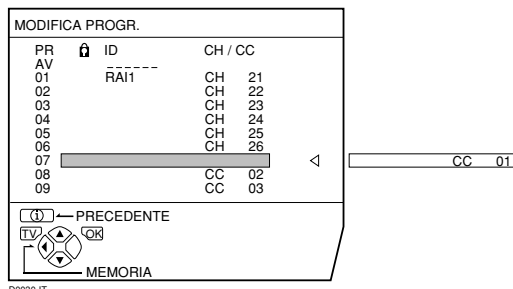 MODIFICA PROGR.
PR ID CH / CC
AV _ _ _ _ _ _
01 RAI1 CH 21
02 CH 22
03 CH 23
04 CH 24
05 CH 25
06 CH 26
07
CC 01
08 CC 02
09 CC 03
i PRECEDENTE
TV OK
MEMORIA